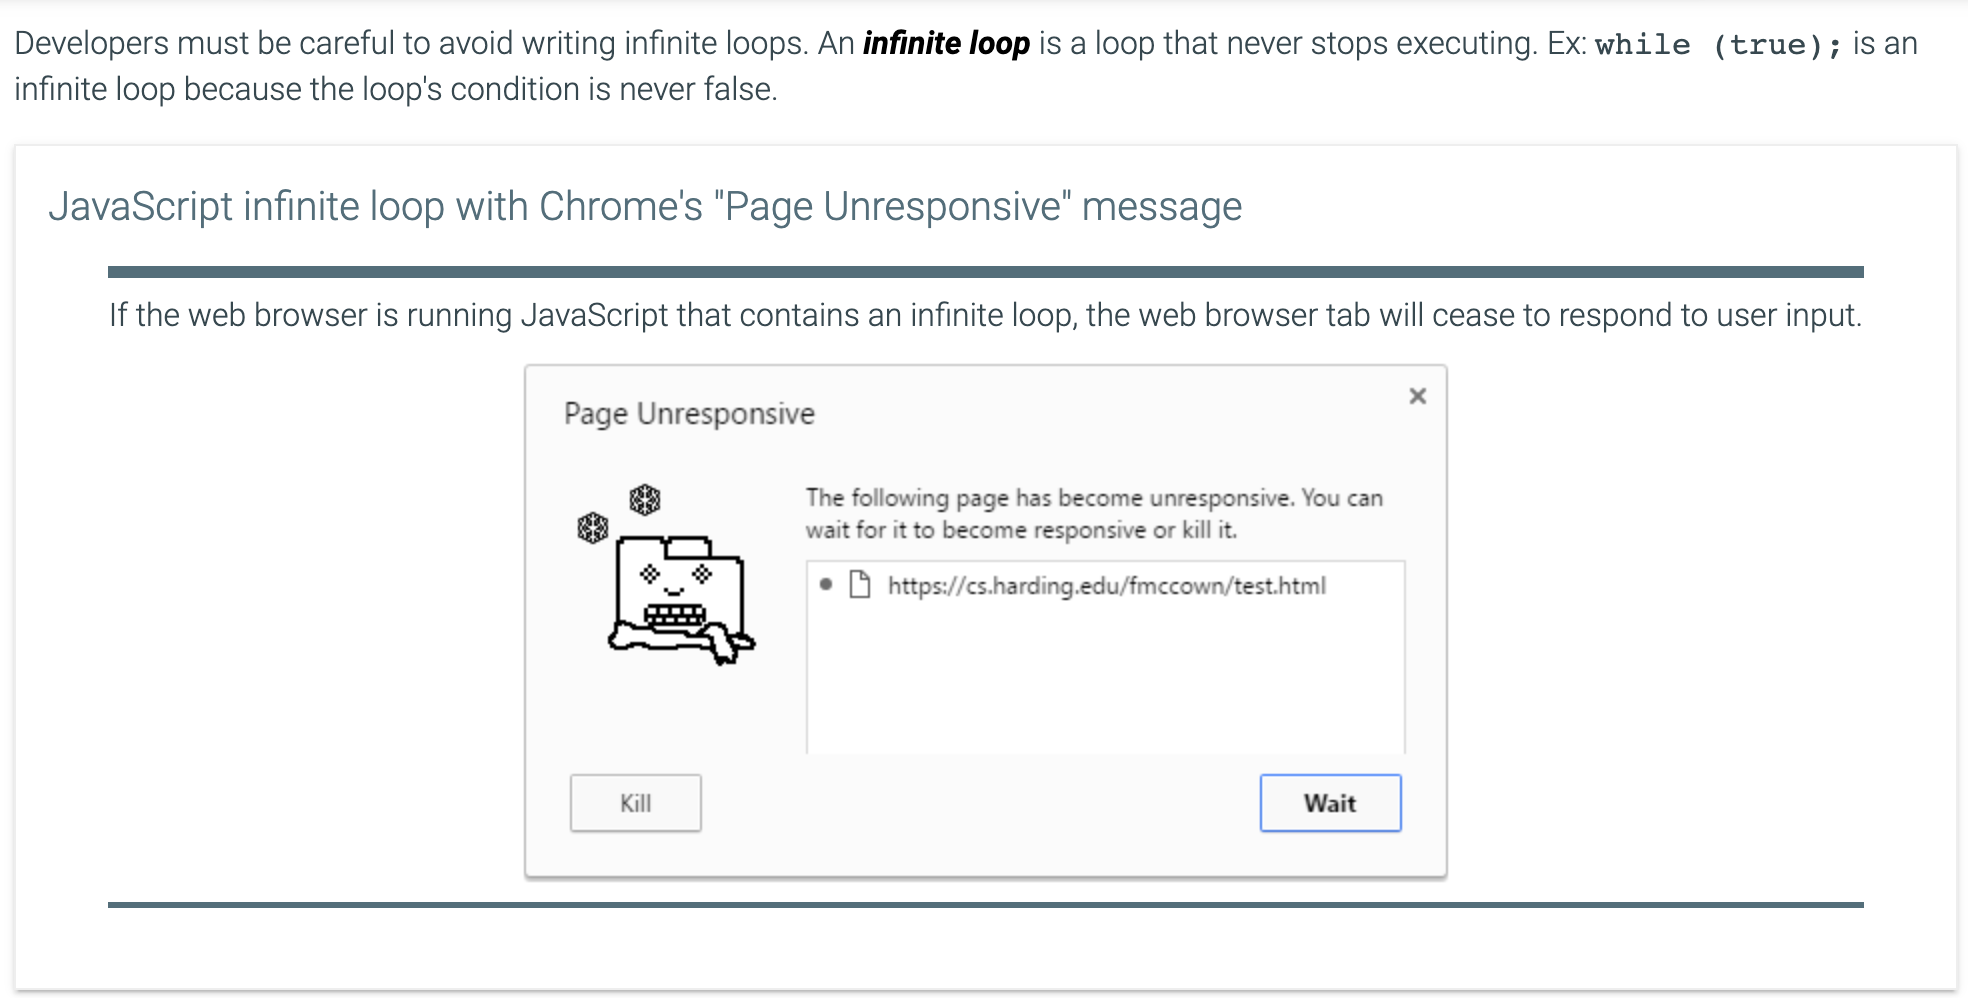 Developers must be careful to avoid writing infinite loops. An infinite loop is a loop that never stops executing. Ex: while (true); is an
infinite loop because the loop's condition is never false.
JavaScript infinite loop with Chrome's "Page Unresponsive" message
If the web browser is running JavaScript that contains an infinite loop, the web browser tab will cease to respond to user input.
Page Unresponsive
The following page has become unresponsive. You can
wait for it to become responsive or kill it.
https://cs.harding.edu/fmccown/test.html
Kill
Wait